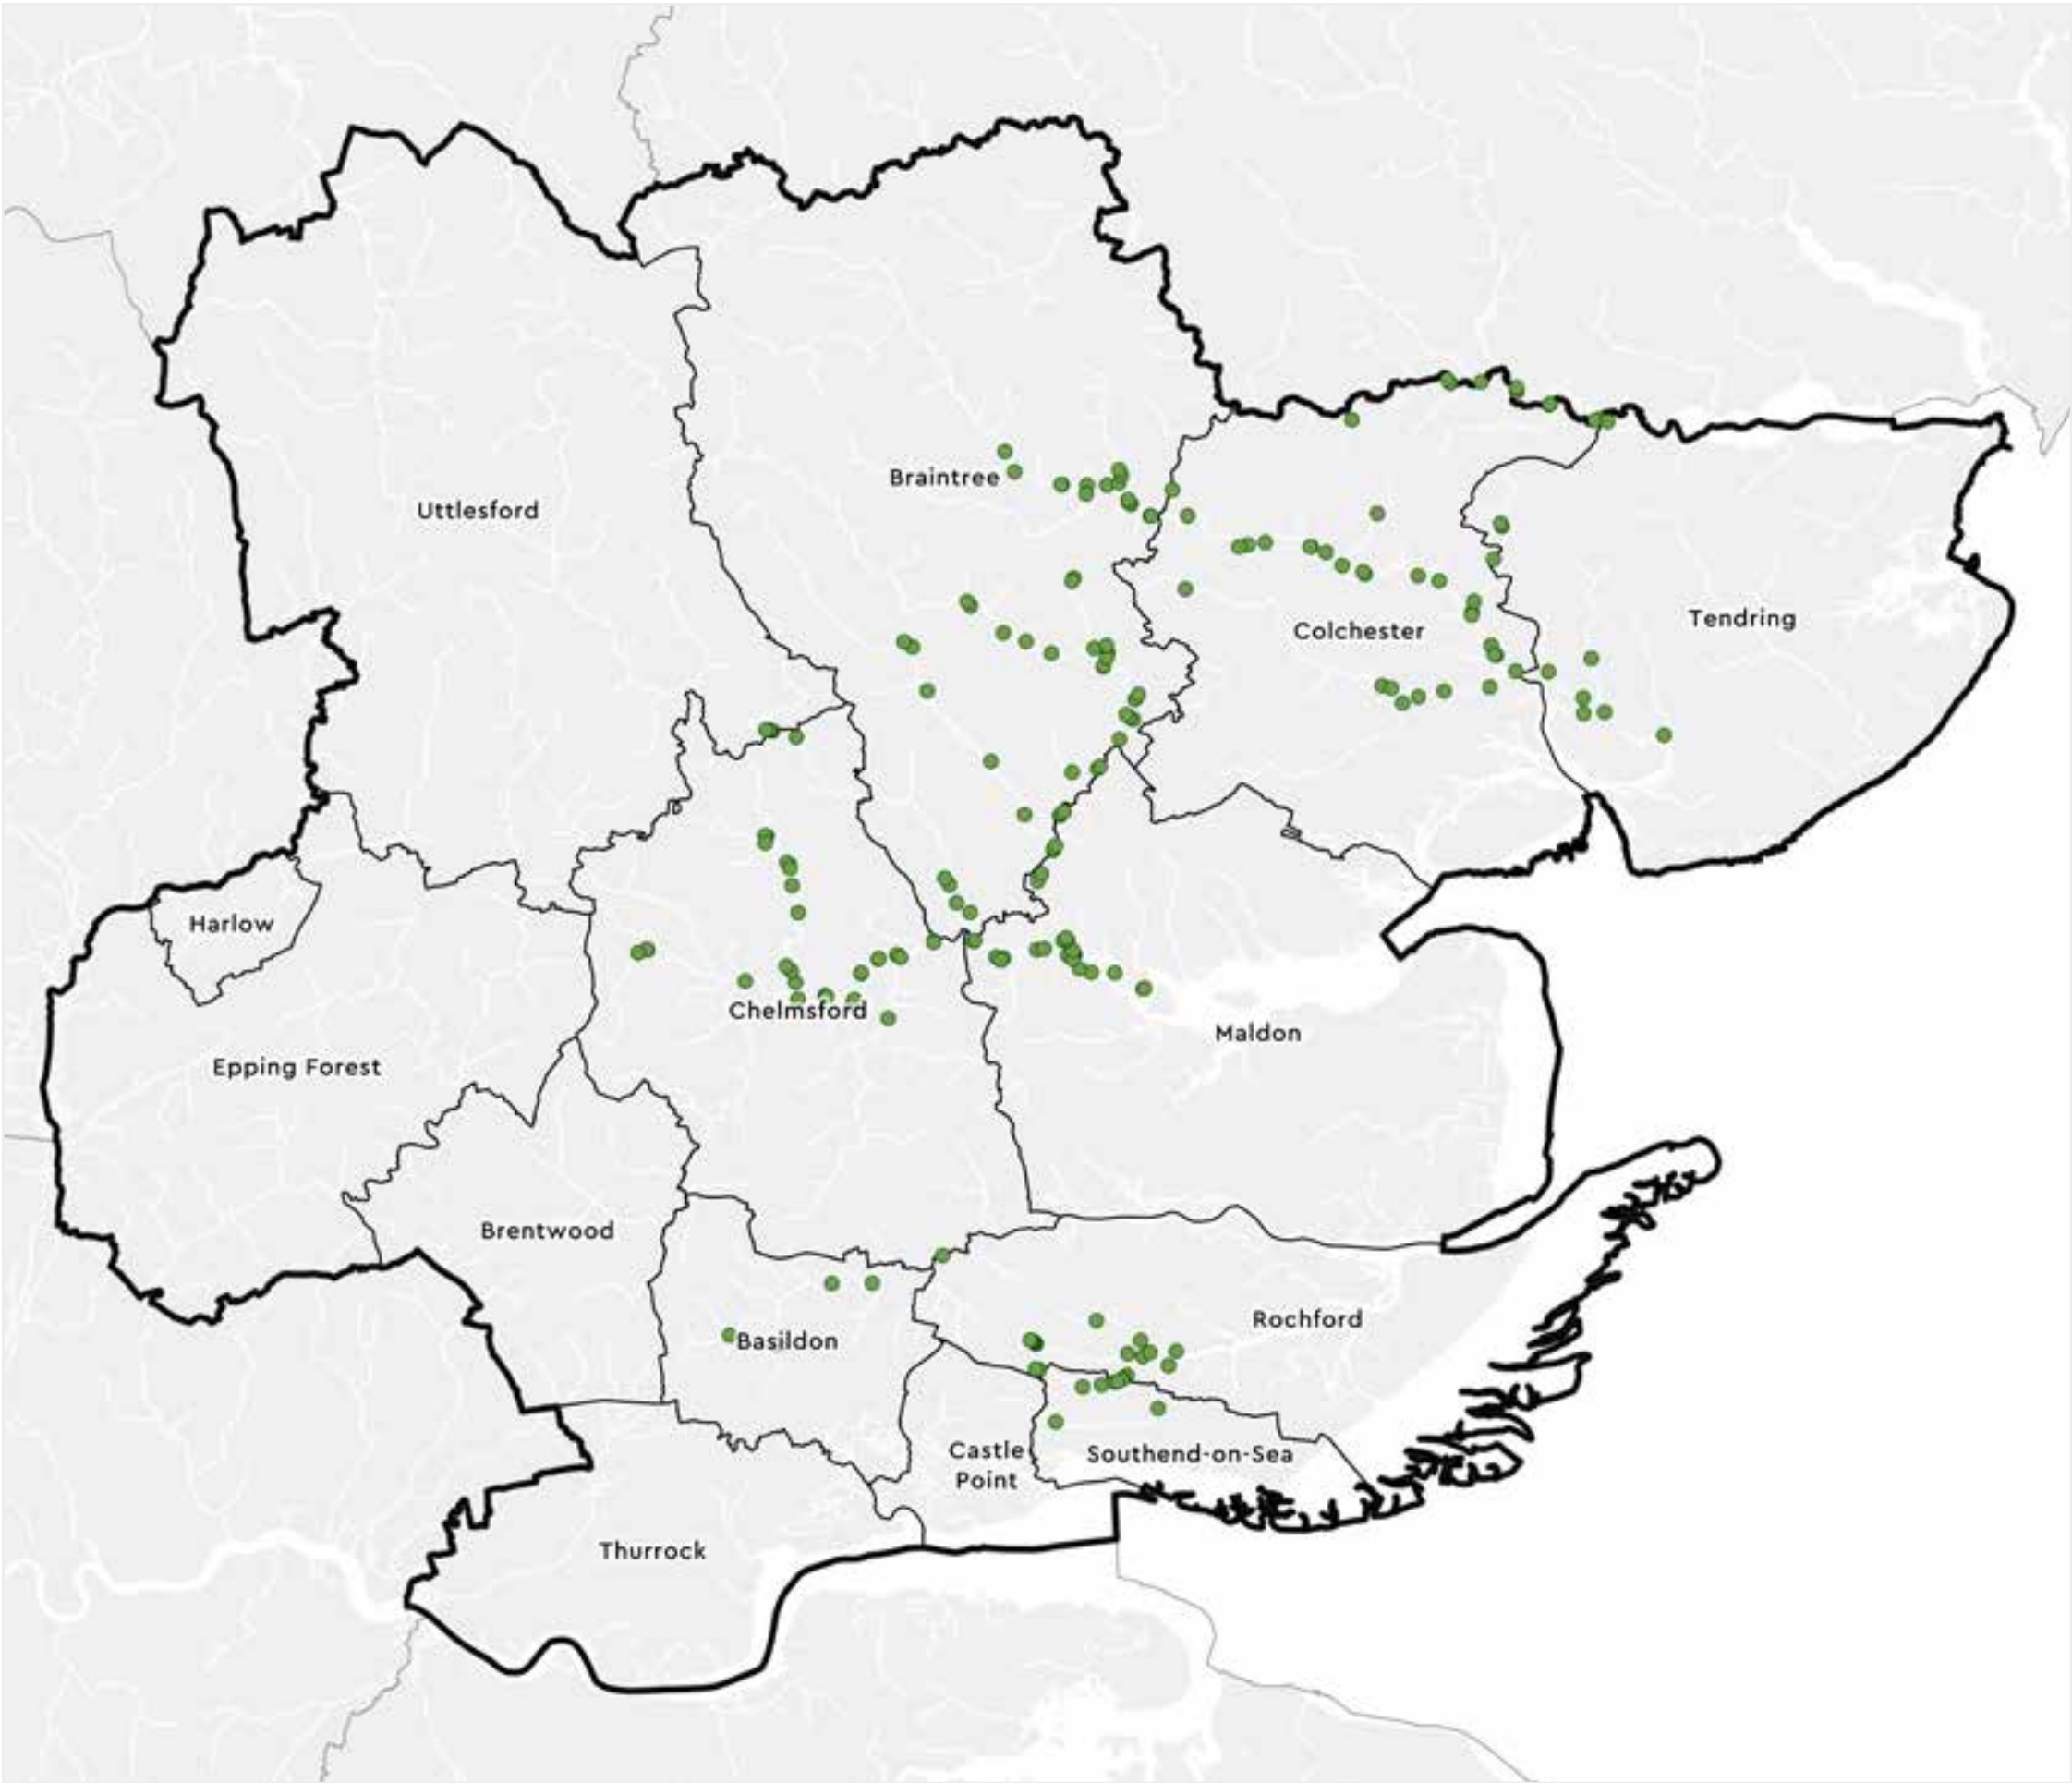 Braintree
Uttlesford
Tendring
Colchester
Harlow
Chelmsford
Maldon
Epping Forest
Brentwood
Rochford
Basildon
Castle
Point
Southend-on-Sea
Thurrock